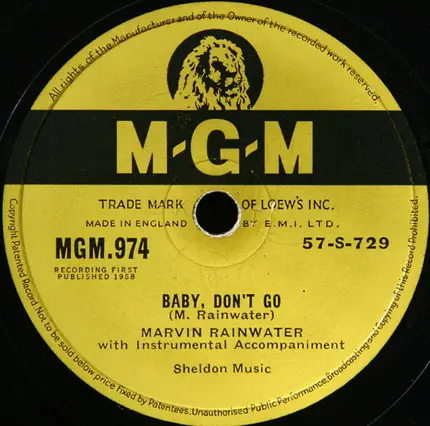 All rights of the Manufacturer and of the Owner of the recorded work reserved.
M-G-M
TRADE MARK OF LOEW'S INC.
MADE IN ENGLAND BY E.M.I. LTD.
MGM.974
57-S-729
RECORDING FIRST
PUBLISHED 1958
BABY, DON'T GO
(M. Rainwater)
MARVIN RAINWATER
with Instrumental Accompaniment
Sheldon Music
Copyright Patented Record Not to be sold below price fixed by Patentees. Unauthorised Public Performance, Broadcasting and Copying of this Record Prohibited.